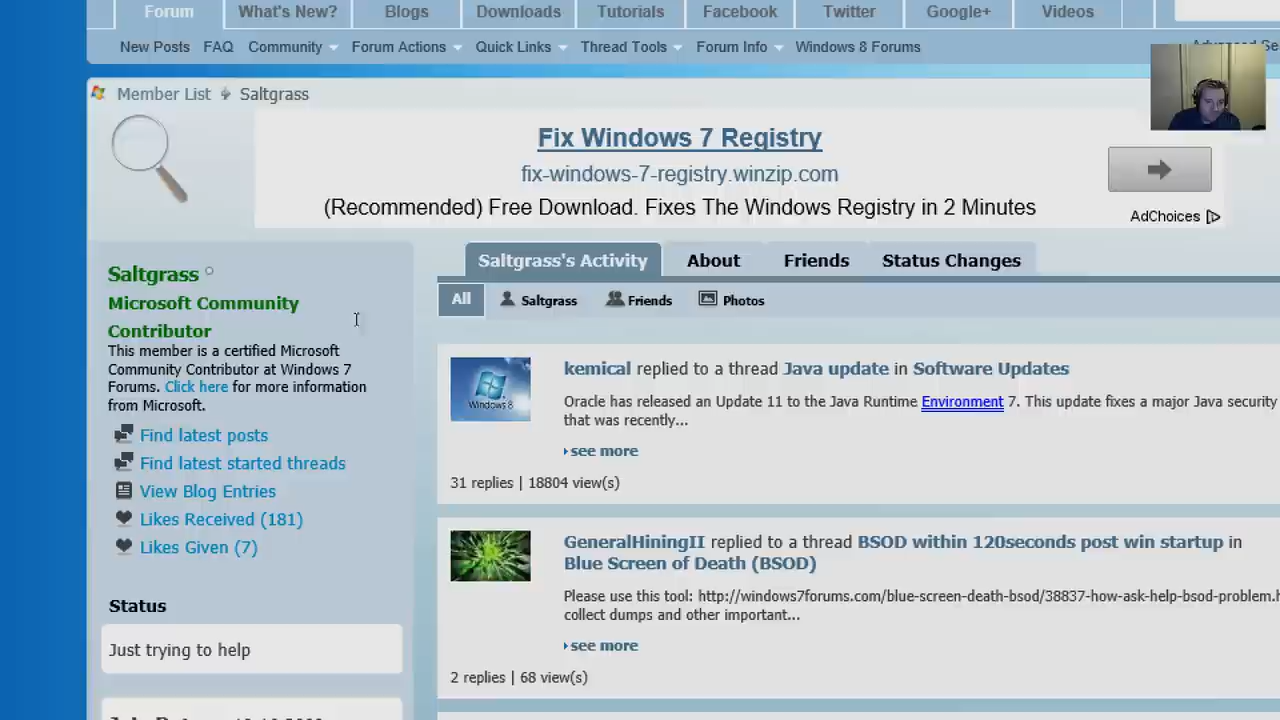 Forum What's New? Blogs Downloads Tutorials Facebook Twitter Google+ Videos
New Posts FAQ Community Forum Actions Quick Links Thread Tools Forum Info Windows 8 Forums
Member List Saltgrass
Fix Windows 7 Registry
fix-windows-7-registry.winzip.com
(Recommended) Free Download. Fixes The Windows Registry in 2 Minutes
AdChoices
Saltgrass
Microsoft Community
Contributor
This member is a certified Microsoft
Community Contributor at Windows 7
Forums. Click here for more information
from Microsoft.
Find latest posts
Find latest started threads
View Blog Entries
Likes Received (181)
Likes Given (7)
Status
Just trying to help
Saltgrass's Activity About Friends Status Changes
All Saltgrass Friends Photos
Windows 8
kemical replied to a thread Java update in Software Updates
Oracle has released an Update 11 to the Java Runtime Environment 7. This update fixes a major Java security
that was recently...
see more
31 replies | 18804 view(s)
GeneralHiningII replied to a thread BSOD within 120seconds post win startup in
Blue Screen of Death (BSOD)
Please use this tool: http://windows7forums.com/blue-screen-death-bsod/38837-how-ask-help-bsod-problem.h
collect dumps and other important...
see more
2 replies | 68 view(s)